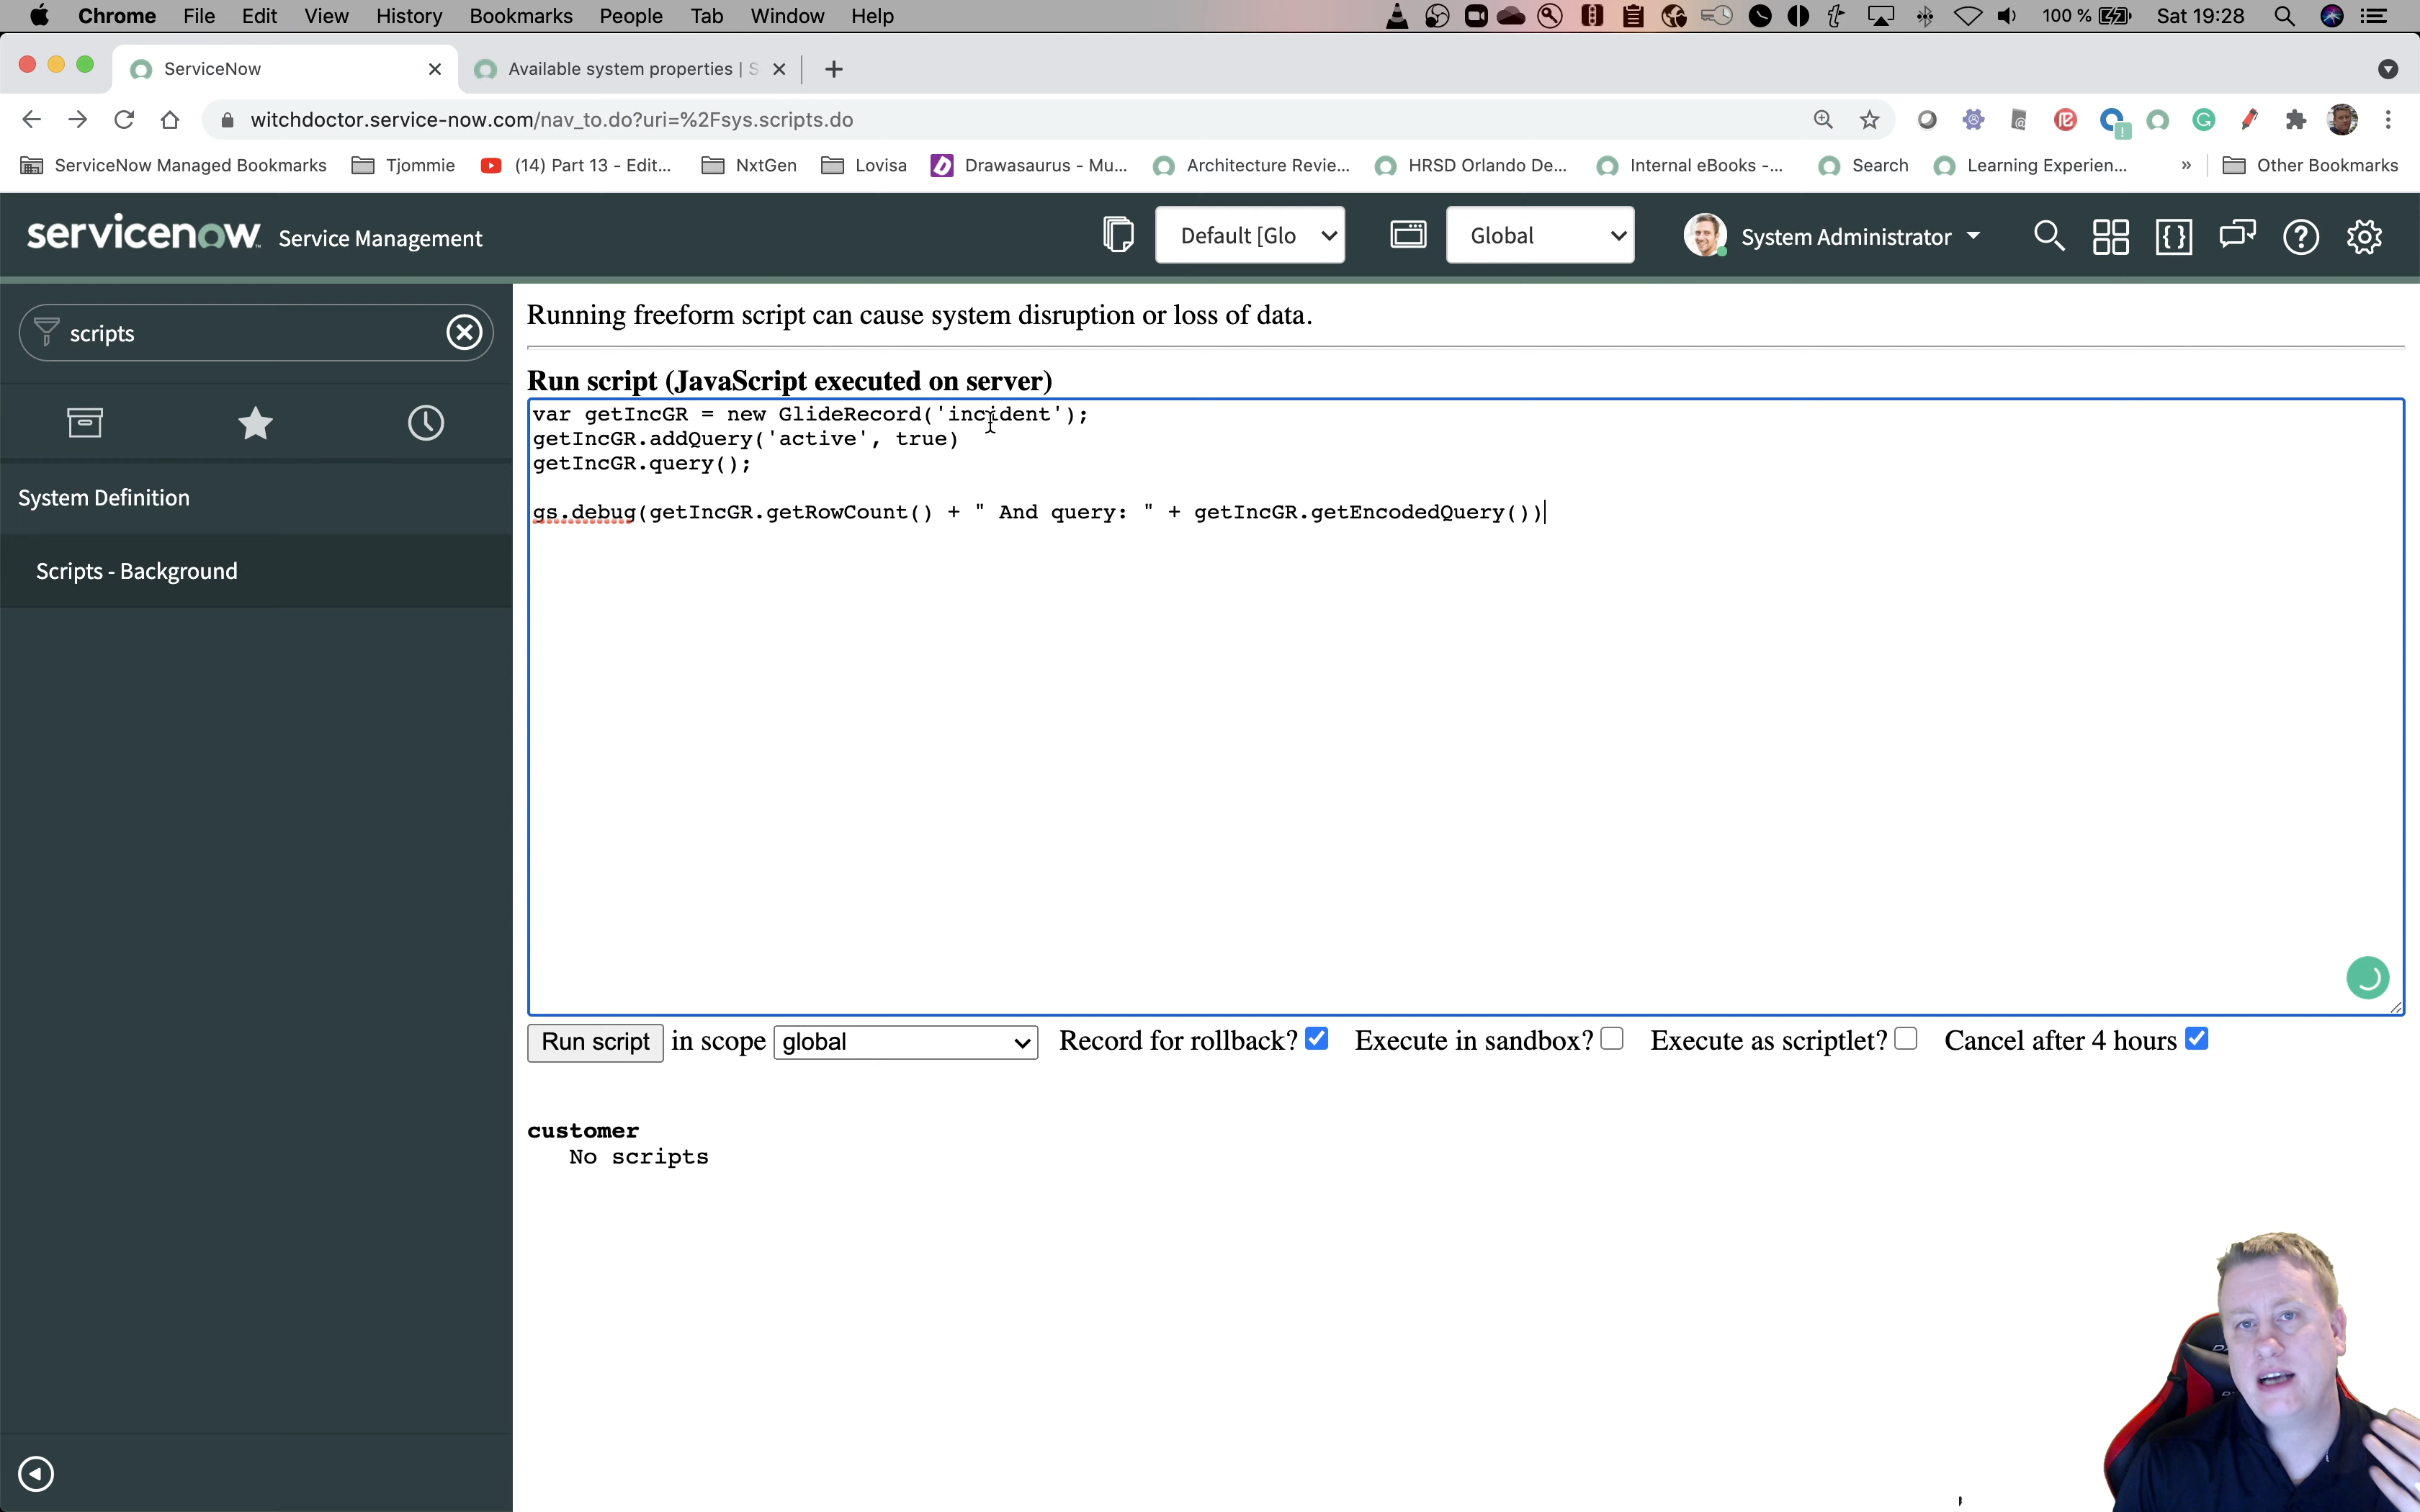 Chrome File Edit View History Bookmarks People Tab Window Help 100 % Sat 19:28
ServiceNow Available system properties | S
witchdoctor.service-now.com/nav_to.do?uri=%2Fsys.scripts.do
ServiceNow Managed Bookmarks Tjommie (14) Part 13 - Edit... NxtGen Lovisa Drawasaurus - Mu... Architecture Revie... HRSD Orlando De... Internal eBooks -... Search Learning Experien... » Other Bookmarks
servicenow Service Management Default [Glo Global System Administrator
scripts
System Definition
Scripts - Background
Running freeform script can cause system disruption or loss of data.
Run script (JavaScript executed on server)
var getIncGR = new GlideRecord('incident');
getIncGR.addQuery('active', true)
getIncGR.query();
gs.debug(getIncGR.getRowCount() + " And query: " + getIncGR.getEncodedQuery())
Run script in scope global Record for rollback? Execute in sandbox? Execute as scriptlet? Cancel after 4 hours
customer
No scripts